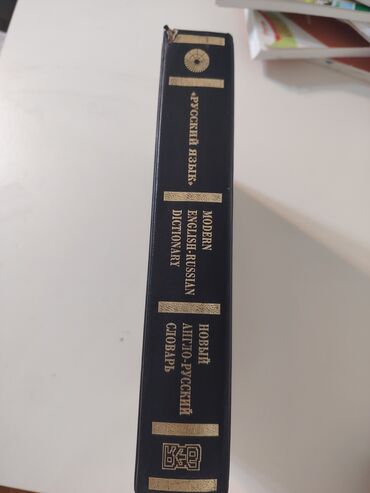 «РУССКИЙ ЯЗЫК»
MODERN
ENGLISH-RUSSIAN
DICTIONARY
НОВЫЙ
АНГЛО-РУССКИЙ
СЛОВАРЬ